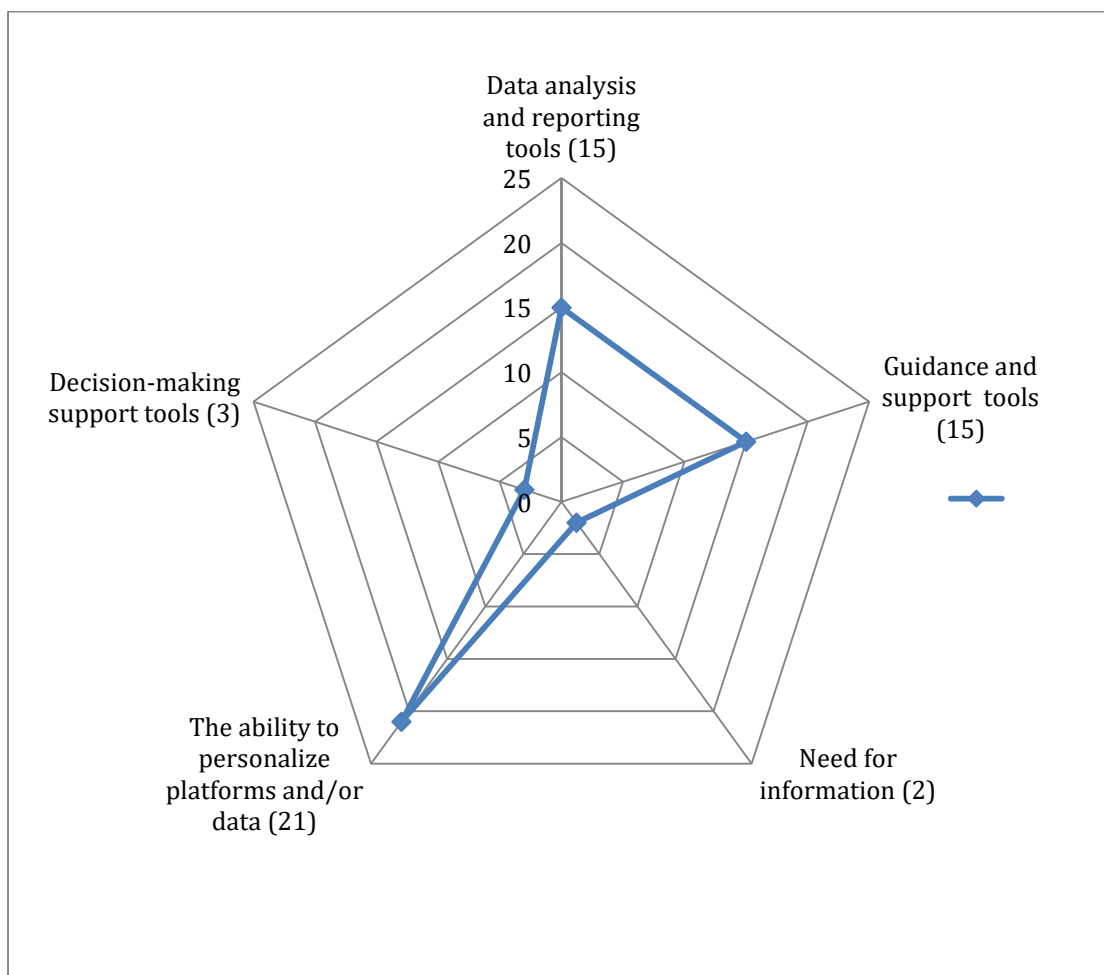 Data analysis
and reporting
tools (15)
25
20
15
10
5
0
Guidance and
support  tools
(15)
Need for
information (2)
The ability to
personalize
platforms and/or
data (21)
Decision-making
support tools (3)